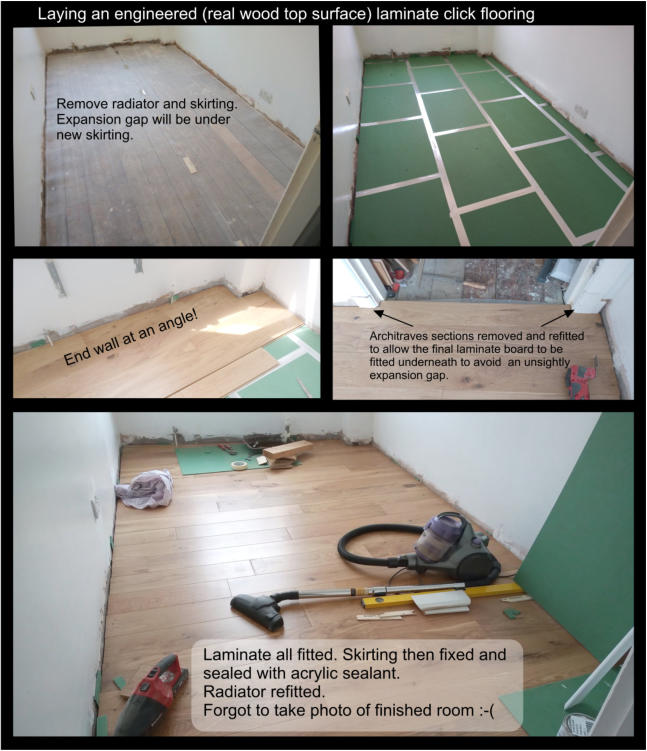 Laying an engineered (real wood top surface) laminate click flooring
Remove radiator and skirting.
Expansion gap will be under
new skirting.
End wall at an angle!
Architraves sections removed and refitted
to allow the final laminate board to be
fitted underneath to avoid an unsightly
expansion gap.
Laminate all fitted. Skirting then fixed and
sealed with acrylic sealant.
Radiator refitted.
Forgot to take photo of finished room :-(